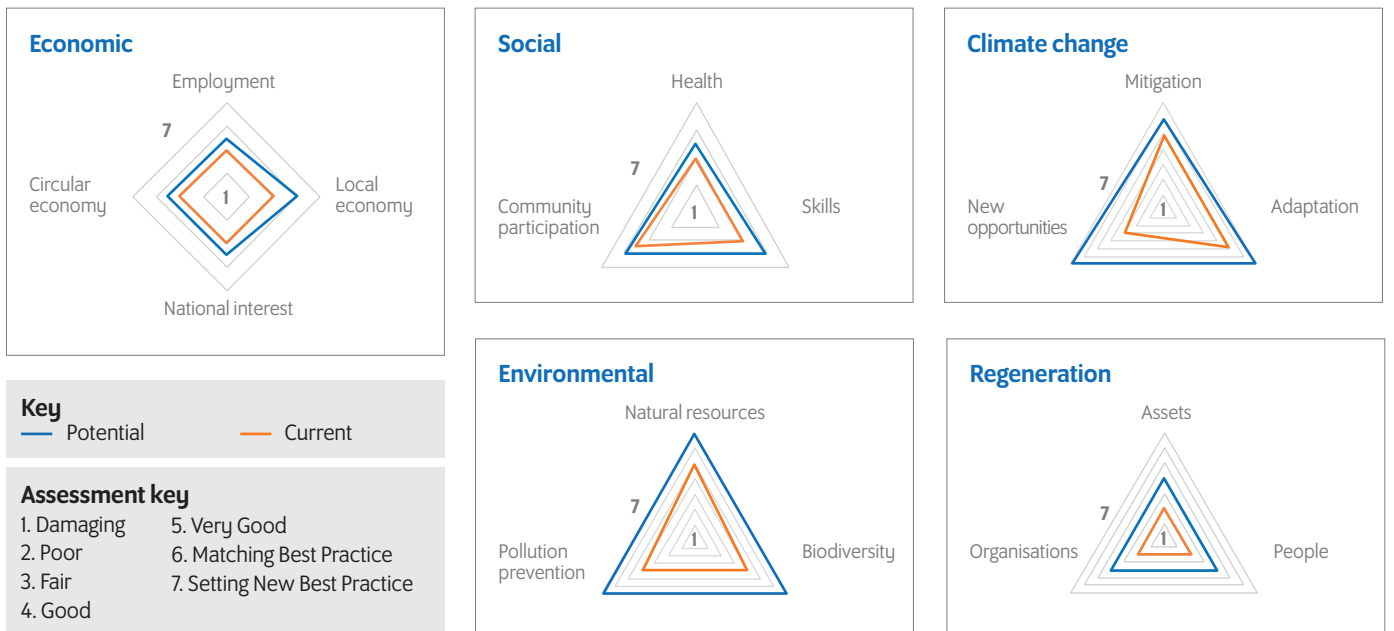 Economic
Employment
7
Circular
economy
1
Local
economy
National interest
Social
Health
7
Community
participation
1
Skills
Climate change
Mitigation
7
New
opportunities
1
Adaptation
Key
Potential
Current
Assessment key
1. Damaging
2. Poor
3. Fair
4. Good
5. Very Good
6. Matching Best Practice
7. Setting New Best Practice
Environmental
Natural resources
7
Pollution
prevention
1
Biodiversity
Regeneration
Assets
7
Organisations
1
People